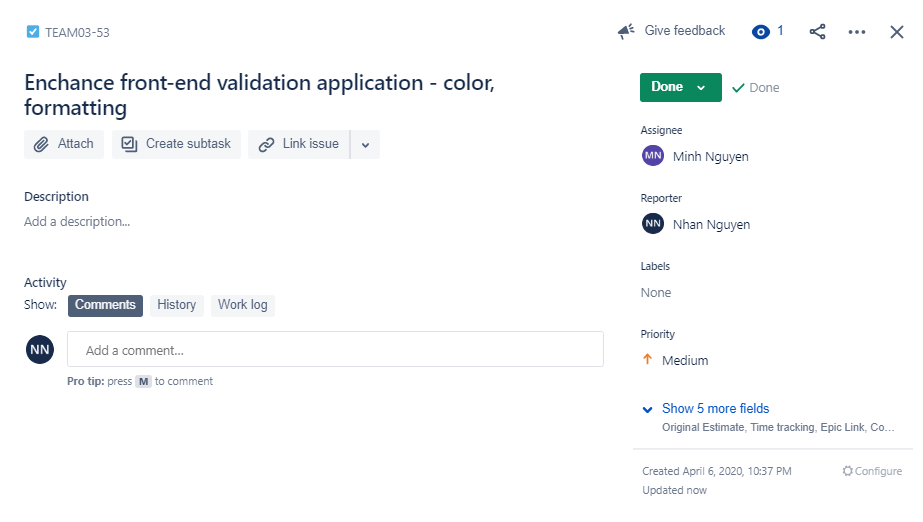 TEAM03-53
Give feedback
1
Enchance front-end validation application - color,
formatting
Attach
Create subtask
Link issue
Description
Add a description...
Activity
Show:
Comments
History
Work log
NN
Add a comment...
Pro tip: press M to comment
Done
Done
Assignee
MN
Minh Nguyen
Reporter
NN
Nhan Nguyen
Labels
None
Priority
Medium
Show 5 more fields
Original Estimate, Time tracking, Epic Link, Co...
Created April 6, 2020, 10:37 PM
Configure
Updated now